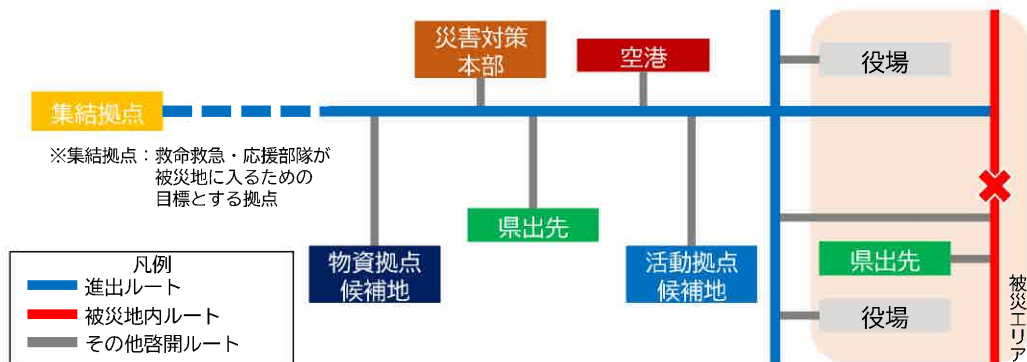 災害対策
本部
空港
役場
集結拠点
※集結拠点：救命救急・応援部隊が
被災地に入るための
目標とする拠点
県出先
物資拠点
候補地
活動拠点
候補地
県出先
役場
被災エリア
凡例
進出ルート
被災地内ルート
その他啓開ルート